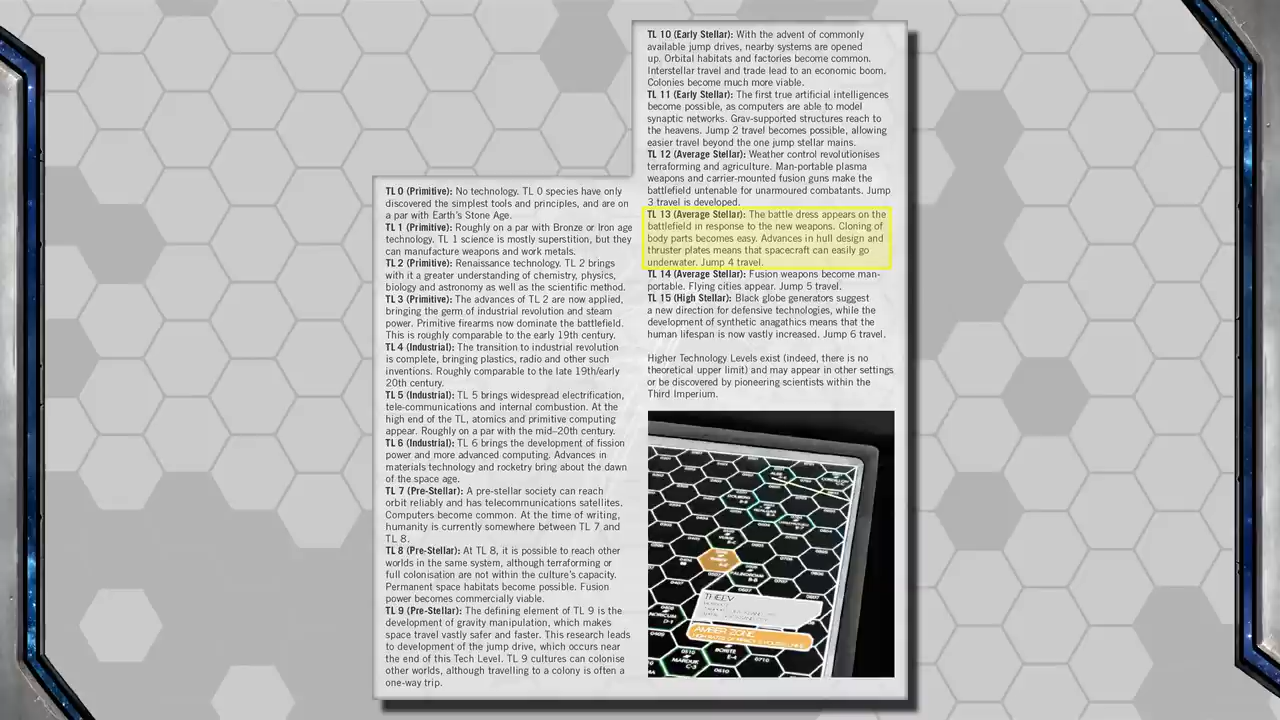 TL 0 (Primitive): No technology. TL 0 species have only
discovered the simplest tools and principles, and are on
a par with Earth's Stone Age.
TL 1 (Primitive): Roughly on a par with Bronze or Iron age
technology. TL 1 science is mostly superstition, but they
can manufacture weapons and work metals.
TL 2 (Primitive): Renaissance technology. TL 2 brings
with it a greater understanding of chemistry, physics,
biology and astronomy as well as the scientific method.
TL 3 (Primitive): The advances of TL 2 are now applied,
bringing the germ of industrial revolution and steam
power. Primitive firearms now dominate the battlefield.
This is roughly comparable to the early 19th century.
TL 4 (Industrial): The transition to industrial revolution
is complete, bringing plastics, radio and other such
inventions. Roughly comparable to the late 19th/early
20th century.
TL 5 (Industrial): TL 5 brings widespread electrification,
tele-communications and internal combustion. At the
high end of the TL, atomics and primitive computing
appear. Roughly on a par with the mid–20th century.
TL 6 (Industrial): TL 6 brings the development of fission
power and more advanced computing. Advances in
materials technology and rocketry bring about the dawn
of the space age.
TL 7 (Pre-Stellar): A pre-stellar society can reach
orbit reliably and has telecommunications satellites.
Computers become common. At the time of writing,
humanity is currently somewhere between TL 7 and
TL 8.
TL 8 (Pre-Stellar): At TL 8, it is possible to reach other
worlds in the same system, although terraforming or
full colonisation are not within the culture's capacity.
Permanent space habitats become possible. Fusion
power becomes commercially viable.
TL 9 (Pre-Stellar): The defining element of TL 9 is the
development of gravity manipulation, which makes
space travel vastly safer and faster. This research leads
to development of the jump drive, which occurs near
the end of this Tech Level. TL 9 cultures can colonise
other worlds, although travelling to a colony is often a
one-way trip.
TL 10 (Early Stellar): With the advent of commonly
available jump drives, nearby systems are opened
up. Orbital habitats and factories become common.
Interstellar travel and trade lead to an economic boom.
Colonies become much more viable.
TL 11 (Early Stellar): The first true artificial intelligences
become possible, as computers are able to model
synaptic networks. Grav-supported structures reach to
the heavens. Jump 2 travel becomes possible, allowing
easier travel beyond the one jump stellar mains.
TL 12 (Average Stellar): Weather control revolutionises
terraforming and agriculture. Man-portable plasma
weapons and carrier-mounted fusion guns make the
battlefield untenable for unarmoured combatants. Jump
3 travel is developed.
TL 13 (Average Stellar): The battle dress appears on the
battlefield in response to the new weapons. Cloning of
body parts becomes easy. Advances in hull design and
thruster plates means that spacecraft can easily go
underwater. Jump 4 travel.
TL 14 (Average Stellar): Fusion weapons become man-
portable. Flying cities appear. Jump 5 travel.
TL 15 (High Stellar): Black globe generators suggest
a new direction for defensive technologies, while the
development of synthetic anagathics means that the
human lifespan is now vastly increased. Jump 6 travel.
Higher Technology Levels exist (indeed, there is no
theoretical upper limit) and may appear in other settings
or be discovered by pioneering scientists within the
Third Imperium.
THEEV
AMBER ZONE
MARDUK
C-3
0510
E-4
0710